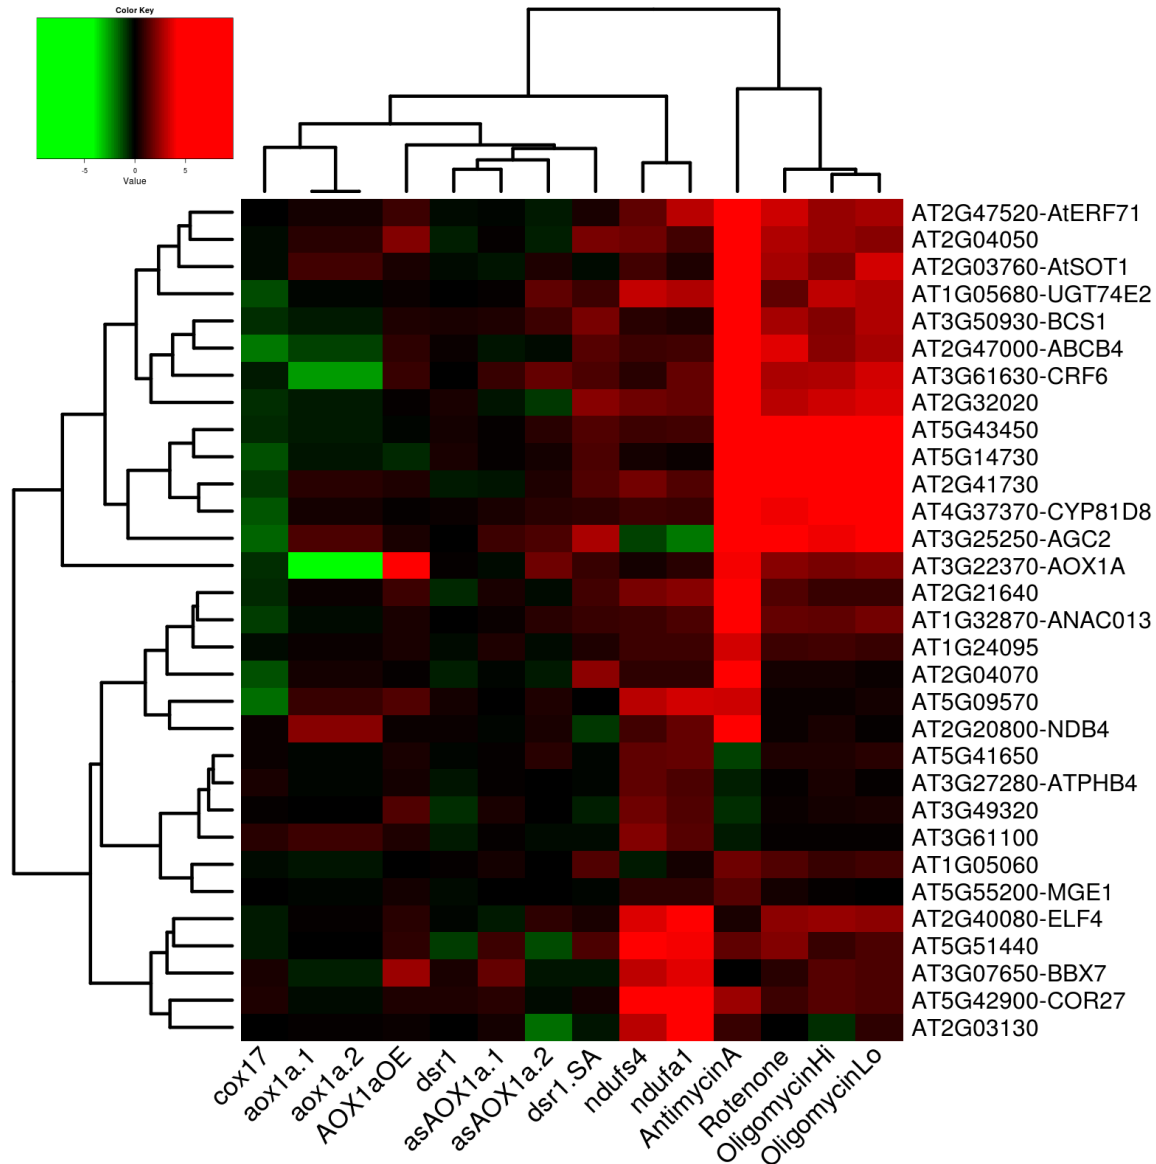 Color Key
-5 0 5
Value
AT2G47520-AtERF71
AT2G04050
AT2G03760-AtSOT1
AT1G05680-UGT74E2
AT3G50930-BCS1
AT2G47000-ABCB4
AT3G61630-CRF6
AT2G32020
AT5G43450
AT5G14730
AT2G41730
AT4G37370-CYP81D8
AT3G25250-AGC2
AT3G22370-AOX1A
AT2G21640
AT1G32870-ANAC013
AT1G24095
AT2G04070
AT5G09570
AT2G20800-NDB4
AT5G41650
AT3G27280-ATPHB4
AT3G49320
AT3G61100
AT1G05060
AT5G55200-MGE1
AT2G40080-ELF4
AT5G51440
AT3G07650-BBX7
AT5G42900-COR27
AT2G03130
cox17
aox1a.1
aox1a.2
AOX1aOE
dsr1
asAOX1a.1
asAOX1a.2
dsr1.SA
ndufs4
ndufa1
AntimycinA
Rotenone
OligomycinHi
OligomycinLo